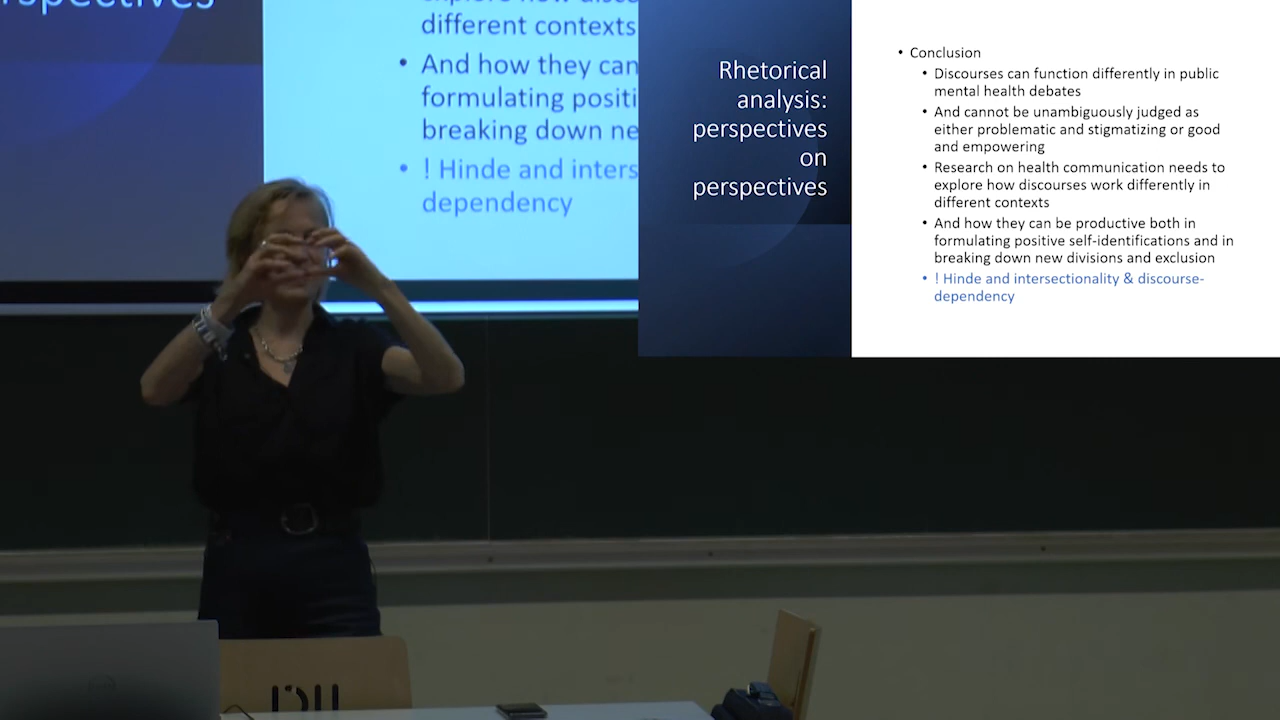 rspectives
different contexts
• And how they can
formulating positi
breaking down ne
• ! Hinde and inters
dependency
Rhetorical
analysis:
perspectives
on
perspectives
• Conclusion
• Discourses can function differently in public
mental health debates
• And cannot be unambiguously judged as
either problematic and stigmatizing or good
and empowering
• Research on health communication needs to
explore how discourses work differently in
different contexts
• And how they can be productive both in
formulating positive self-identifications and in
breaking down new divisions and exclusion
• ! Hinde and intersectionality & discourse-
dependency